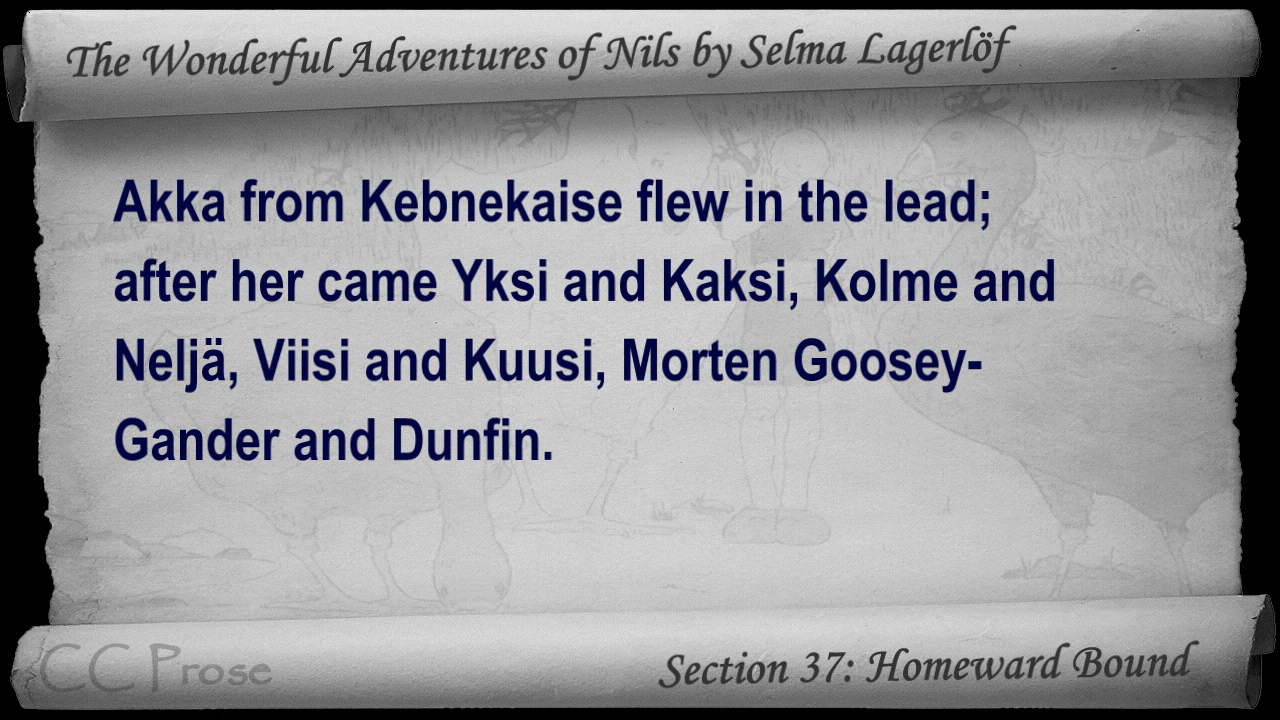 The Wonderful Adventures of Nils by Selma Lagerlöf
Akka from Kebnekaise flew in the lead;
after her came Yksi and Kaksi, Kolme and
Neljä, Viisi and Kuusi, Morten Goosey-
Gander and Dunfin.
CC Prose
Section 37: Homeward Bound